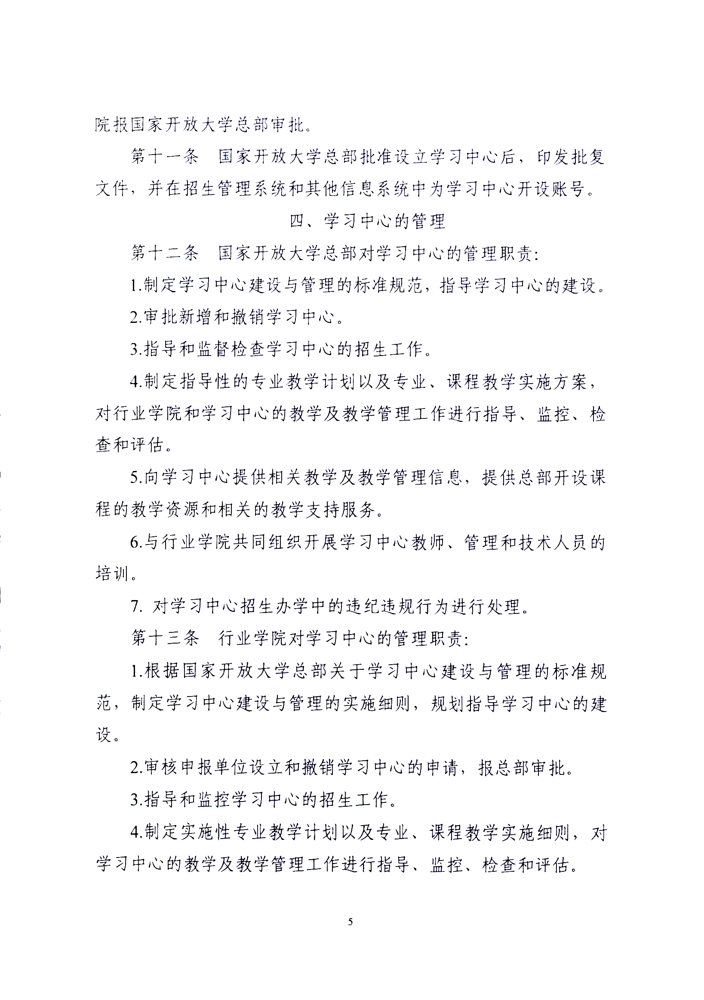 院报国家开放大学总部审批。
第十一条　国家开放大学总部批准设立学习中心后，印发批复
文件，并在招生管理系统和其他信息系统中为学习中心开设账号。
四、学习中心的管理
第十二条　国家开放大学总部对学习中心的管理职责：
1.制定学习中心建设与管理的标准规范，指导学习中心的建设。
2.审批新增和撤销学习中心。
3.指导和监督检查学习中心的招生工作。
4.制定指导性的专业教学计划以及专业、课程教学实施方案，
对行业学院和学习中心的教学及教学管理工作进行指导、监控、检
查和评估。
5.向学习中心提供相关教学及教学管理信息，提供总部开设课
程的教学资源和相关的教学支持服务。
6.与行业学院共同组织开展学习中心教师、管理和技术人员的
培训。
7. 对学习中心招生办学中的违纪违规行为进行处理。
第十三条　行业学院对学习中心的管理职责：
1.根据国家开放大学总部关于学习中心建设与管理的标准规
范，制定学习中心建设与管理的实施细则，规划指导学习中心的建
设。
2.审核申报单位设立和撤销学习中心的申请，报总部审批。
3.指导和监控学习中心的招生工作。
4.制定实施性专业教学计划以及专业、课程教学实施细则，对
学习中心的教学及教学管理工作进行指导、监控、检查和评估。
5